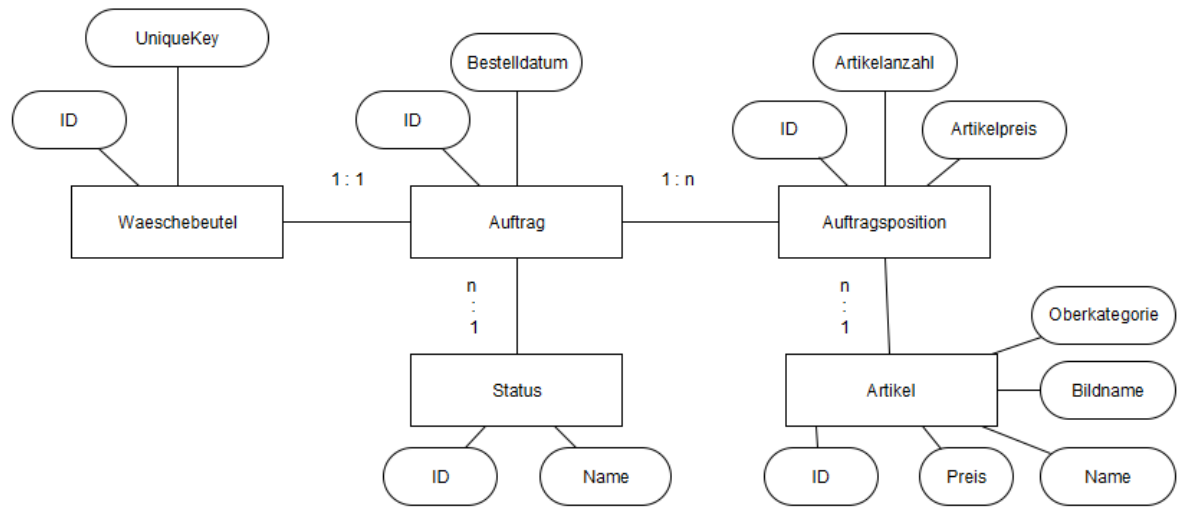 UniqueKey
Bestelldatum
Artikelanzahl
ID
ID
ID
Artikelpreis
1 : 1
1 : n
Waeschebeutel
Auftrag
Auftragsposition
n
:
1
n
:
1
Oberkategorie
Status
Artikel
Bildname
ID
Name
ID
Preis
Name